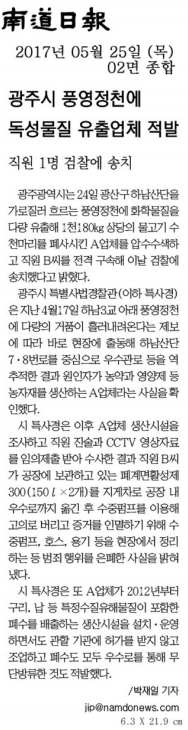 南道日報
2017년 05월 25일 (목)
02면 종합
광주시 풍영정천에
독성물질 유출업체 적발
직원 1명 검찰에 송치
광주광역시는 24일 광산구 하남산단을
가로질러 흐르는 풍영정천에 화학물질을
다량 유출해 1천180kg 상당의 물고기 수
천마리를 폐사시킨 A업체를 압수수색하
고 직원 B씨를 전격 구속해 이날 검찰에
송치했다고 밝혔다.
광주시 특별사법경찰관(이하 특사경)
은 지난 4월17일 하남3교 아래 풍영정천
에 다량의 거품이 흘러내려온다는 제보
에 따라 바로 현장에 출동해 하남산단
7·8번로를 중심으로 우수관로 등을 역
추적한 결과 원인자가 농약과 영양제 등
농자재를 생산하는 A업체라는 사실을 확
인했다.
시 특사경은 이후 A업체 생산시설을
조사하고 직원 진술과 CCTV 영상자료
를 임의제출 받아 수사한 결과 직원 B씨
가 공장에 보관하고 있는 폐계면활성제
300(150ℓ×2개)를 지게차로 공장 내
우수로까지 옮긴 후 수중펌프를 이용해
고의로 버리고 증거를 인멸하기 위해 수
중펌프, 호스, 용기 등을 현장에서 정리
하는 등 범죄 행위를 은폐한 사실을 밝혀
냈다.
시 특사경은 또 A업체가 2012년부터
구리, 납 등 특정수질유해물질이 포함한
폐수를 배출하는 생산시설을 설치·운영
하면서도 관할 기관에 허가를 받지 않고
조업하고 폐수도 모두 우수로를 통해 무
단방류한 것도 적발했다.
/박재일 기자
jip@namdonews.com
6.3 X 21.9 cm